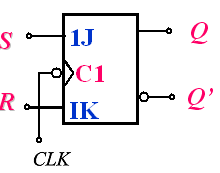 S 1J Q
C1
R IK Q'
CLK